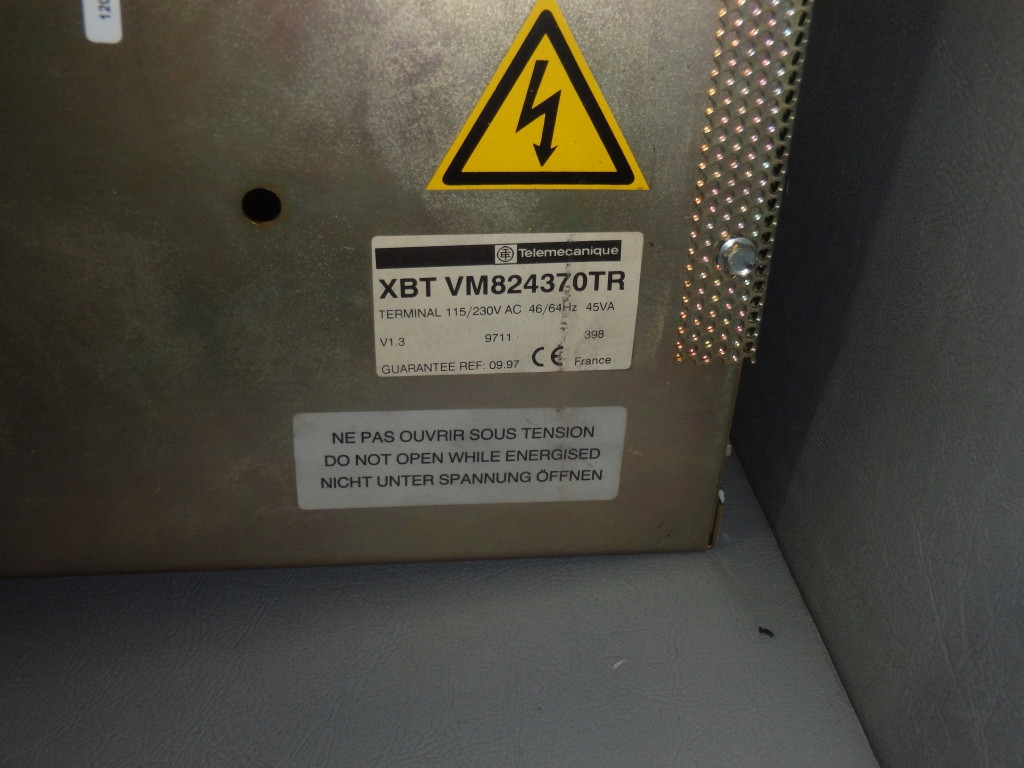 120
Telemecanique
XBT VM824370TR
TERMINAL 115/230V AC 46/64Hz 45VA
V1.3 9711 398
GUARANTEE REF: 09.97 CE France
NE PAS OUVRIR SOUS TENSION
DO NOT OPEN WHILE ENERGISED
NICHT UNTER SPANNUNG ÖFFNEN